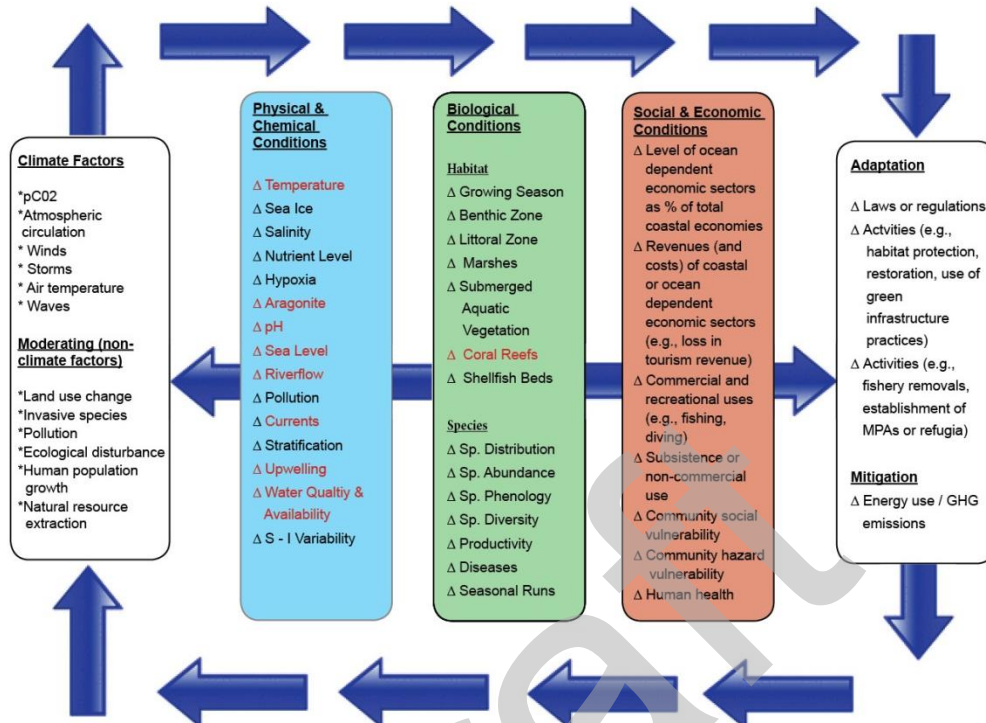 Climate Factors
*pC02
*Atmospheric
circulation
* Winds
* Storms
* Air temperature
* Waves
Moderating (non-
climate factors)
*Land use change
*Invasive species
*Pollution
*Ecological disturbance
*Human population
growth
*Natural resource
extraction
Physical &
Chemical
Conditions
Δ Temperature
Δ Sea Ice
Δ Salinity
Δ Nutrient Level
Δ Hypoxia
Δ Aragonite
Δ pH
Δ Sea Level
Δ Riverflow
Δ Pollution
Δ Currents
Δ Stratification
Δ Upwelling
Δ Water Qualtiy &
Availability
Δ S - I Variability
Biological
Conditions
Habitat
Δ Growing Season
Δ Benthic Zone
Δ Littoral Zone
Δ Marshes
Δ Submerged
Aquatic
Vegetation
Δ Coral Reefs
Δ Shellfish Beds
Species
Δ Sp. Distribution
Δ Sp. Abundance
Δ Sp. Phenology
Δ Sp. Diversity
Δ Productivity
Δ Diseases
Δ Seasonal Runs
Social & Economic
Conditions
Δ Level of ocean
dependent
economic sectors
as % of total
coastal economies
Δ Revenues (and
costs) of coastal
or ocean
dependent
economic sectors
(e.g., loss in
tourism revenue)
Δ Commercial and
recreational uses
(e.g., fishing,
diving)
Δ Subsistence or
non-commercial
use
Δ Community social
vulnerability
Δ Community hazard
vulnerability
Δ Human health
Adaptation
Δ Laws or regulations
Δ Actvities (e.g.,
habitat protection,
restoration, use of
green
infrastructure
practices)
Δ Activities (e.g.,
fishery removals,
establishment of
MPAs or refugia)
Mitigation
Δ Energy use / GHG
emissions